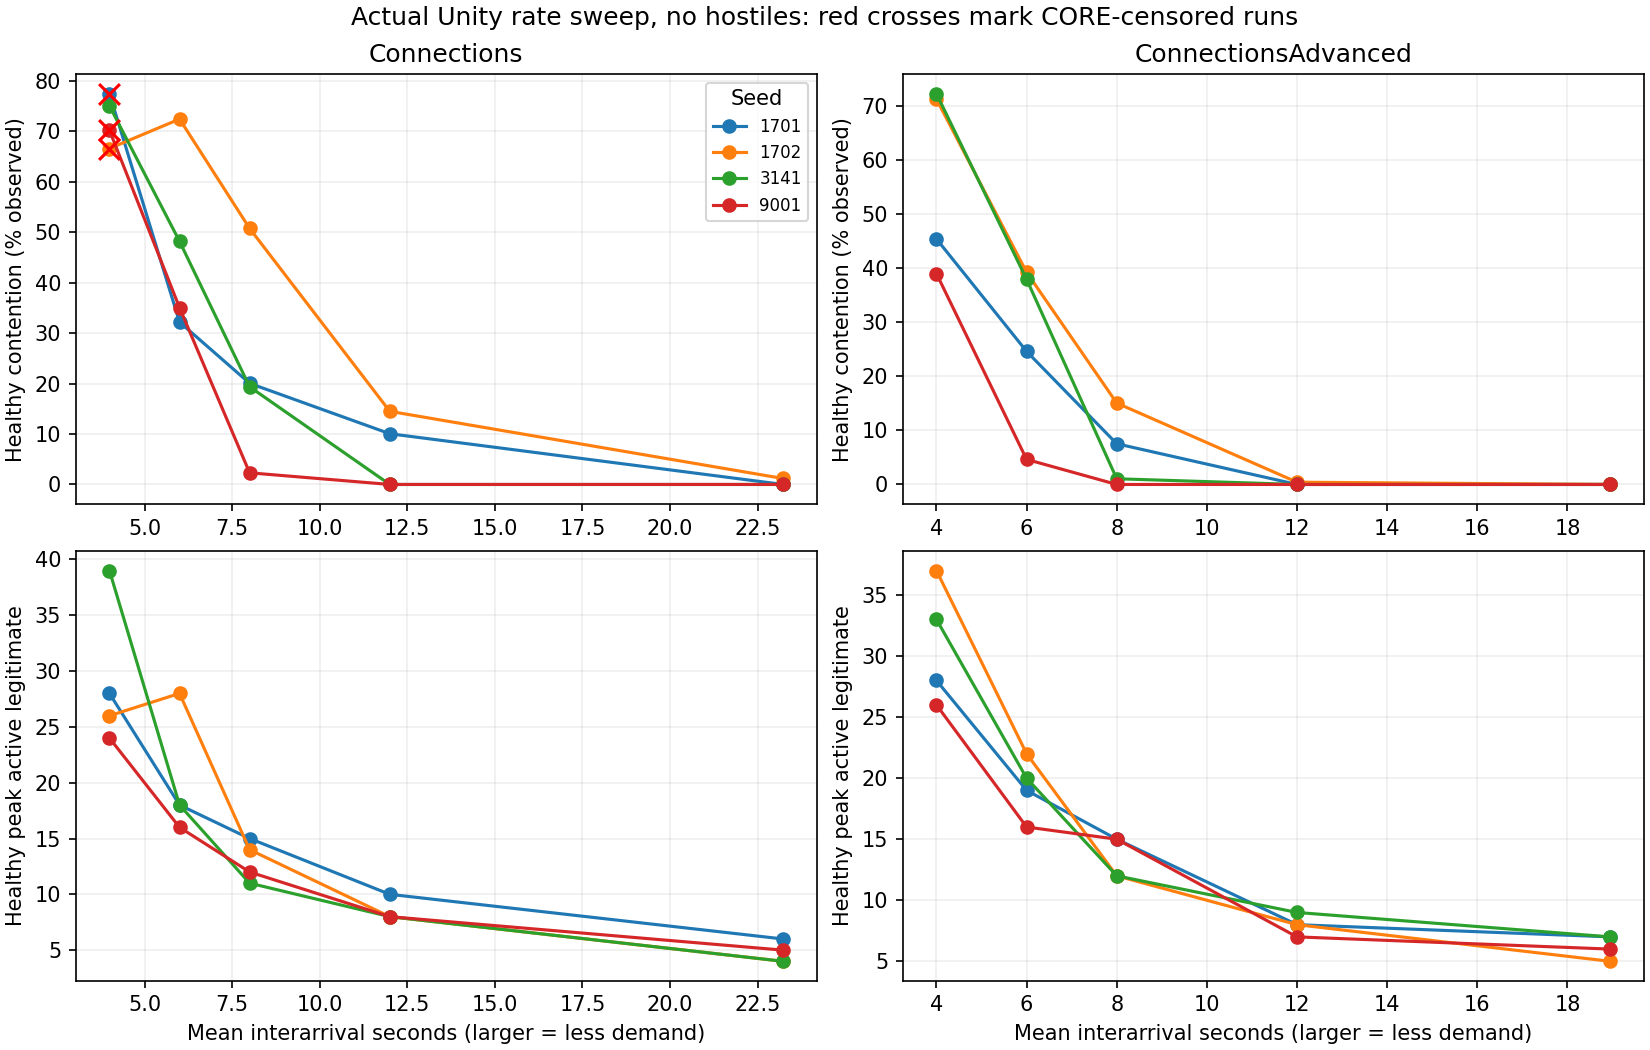 Actual Unity rate sweep, no hostiles: red crosses mark CORE-censored runs
Connections
Healthy contention (% observed)
80
70
60
50
40
30
20
10
0
Seed
1701
1702
3141
9001
5.0 7.5 10.0 12.5 15.0 17.5 20.0 22.5
ConnectionsAdvanced
Healthy contention (% observed)
70
60
50
40
30
20
10
0
4 6 8 10 12 14 16 18
Healthy peak active legitimate
40
35
30
25
20
15
10
5
5.0 7.5 10.0 12.5 15.0 17.5 20.0 22.5
Mean interarrival seconds (larger = less demand)
Healthy peak active legitimate
35
30
25
20
15
10
5
4 6 8 10 12 14 16 18
Mean interarrival seconds (larger = less demand)